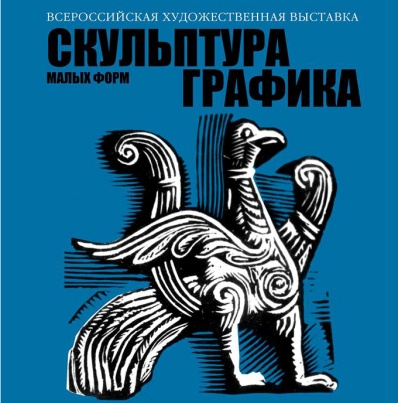 ВСЕРОССИЙСКАЯ ХУДОЖЕСТВЕННАЯ ВЫСТАВКА
СКУЛЬПТУРА
МАЛЫХ ФОРМ
ГРАФИКА